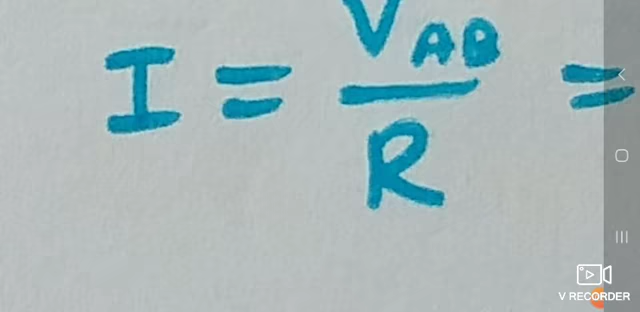 I = V_AB / R =
V RECORDER